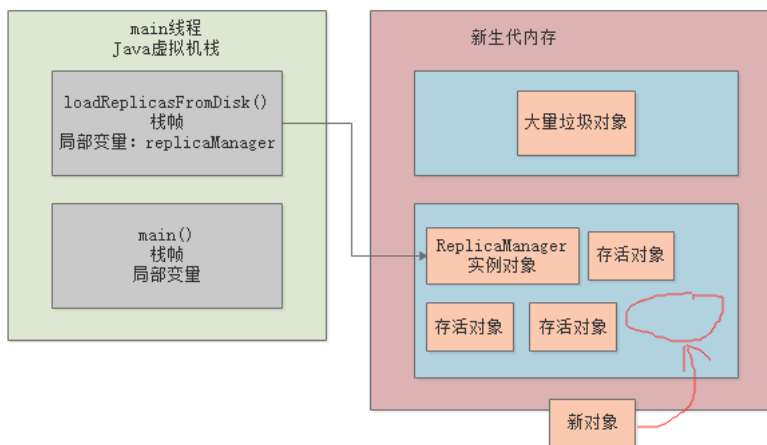 main线程
Java虚拟机栈
loadReplicasFromDisk()
栈帧
局部变量: replicaManager
main()
栈帧
局部变量
新生代内存
大量垃圾对象
ReplicaManager
实例对象
存活对象
存活对象
存活对象
新对象